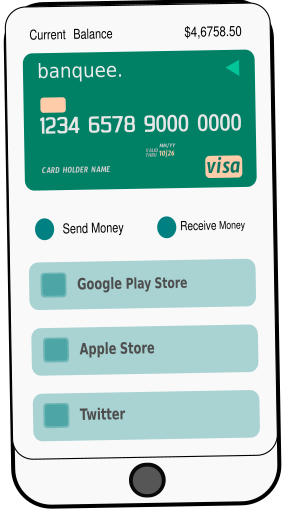 Current Balance $4,6758.50
banquee.
1234 6578 9000 0000
MM/YY
VALID THRU 10|26
CARD HOLDER NAME
visa
Send Money Receive Money
Google Play Store
Apple Store
Twitter